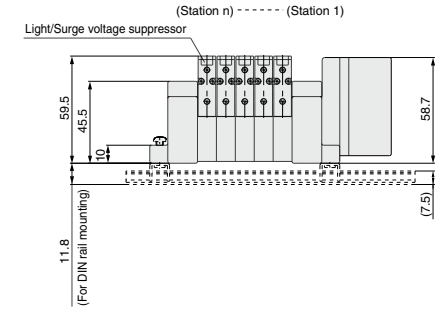 (Station n) ------ (Station 1)
Light/Surge voltage suppressor
59.5
45.5
10
58.7
(7.5)
11.8
(For DIN rail mounting)